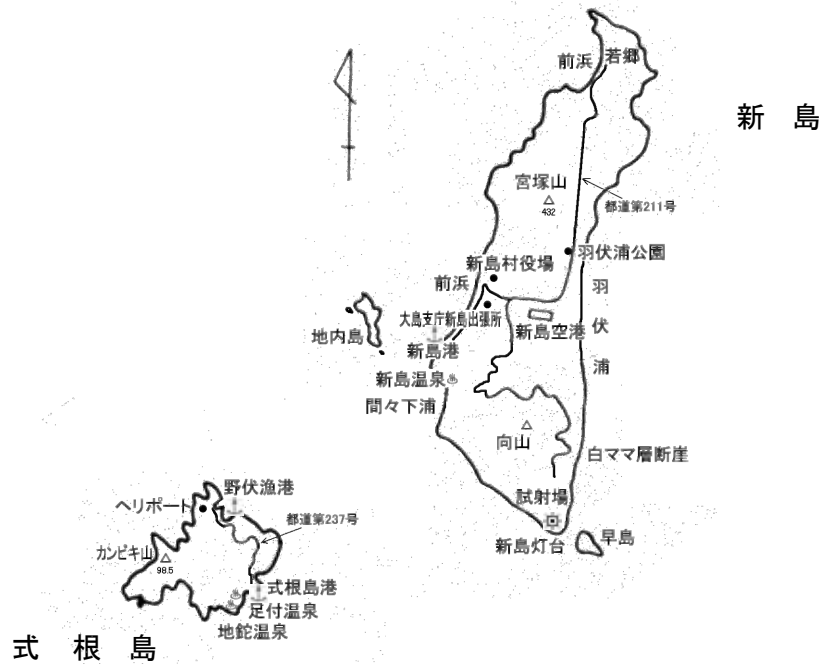 前浜
若郷
新島
宮塚山
432
都道第211号
新島村役場
羽伏浦公園
前浜
羽伏浦
大島支庁新島出張所
新島空港
地内島
新島港
新島温泉
間々下浦
向山
白ママ層断崖
試射場
新島灯台
早島
野伏漁港
ヘリポート
都道第237号
カンビキ山
98.5
式根島港
足付温泉
地鉈温泉
式根島